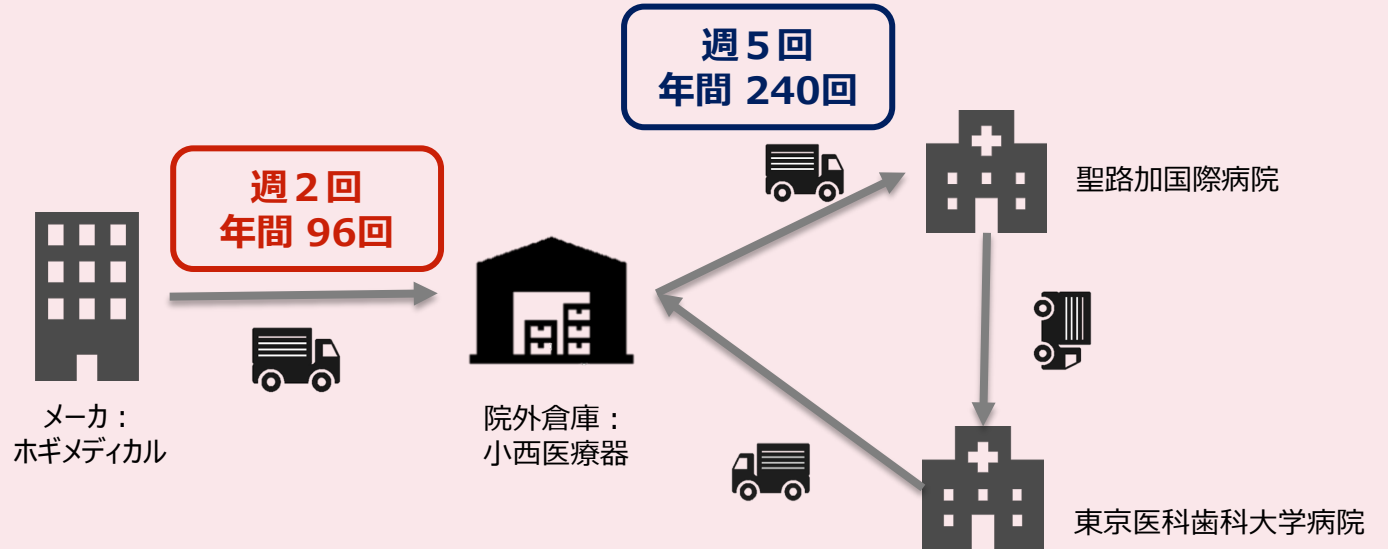 週５回
年間 240回
週２回
年間 96回
聖路加国際病院
メーカ：
ホギメディカル
院外倉庫：
小西医療器
東京医科歯科大学病院